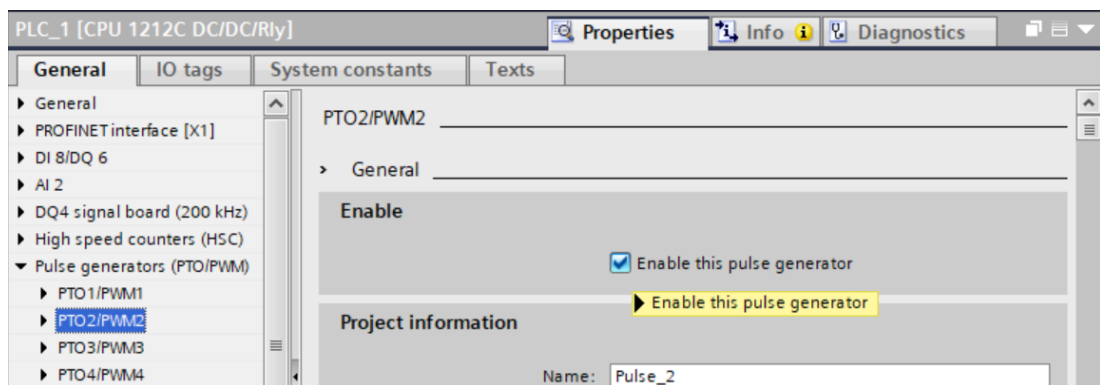 PLC_1 [CPU 1212C DC/DC/Rly]
Properties
Info
Diagnostics
General
IO tags
System constants
Texts
General
PROFINET interface [X1]
DI 8/DQ 6
AI 2
DQ4 signal board (200 kHz)
High speed counters (HSC)
Pulse generators (PTO/PWM)
PTO1/PWM1
PTO2/PWM2
PTO3/PWM3
PTO4/PWM4
PTO2/PWM2
General
Enable
Enable this pulse generator
Enable this pulse generator
Project information
Name: Pulse_2